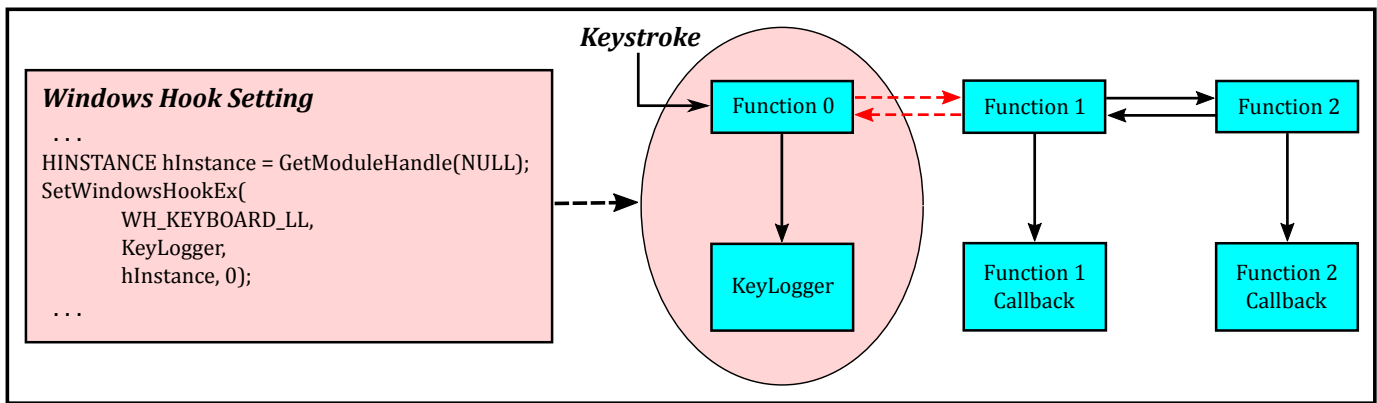 Keystroke
Windows Hook Setting
. . .
HINSTANCE hInstance = GetModuleHandle(NULL);
SetWindowsHookEx(
WH_KEYBOARD_LL,
KeyLogger,
hInstance, 0);
. . .
Function 0
Function 1
Function 2
KeyLogger
Function 1
Callback
Function 2
Callback